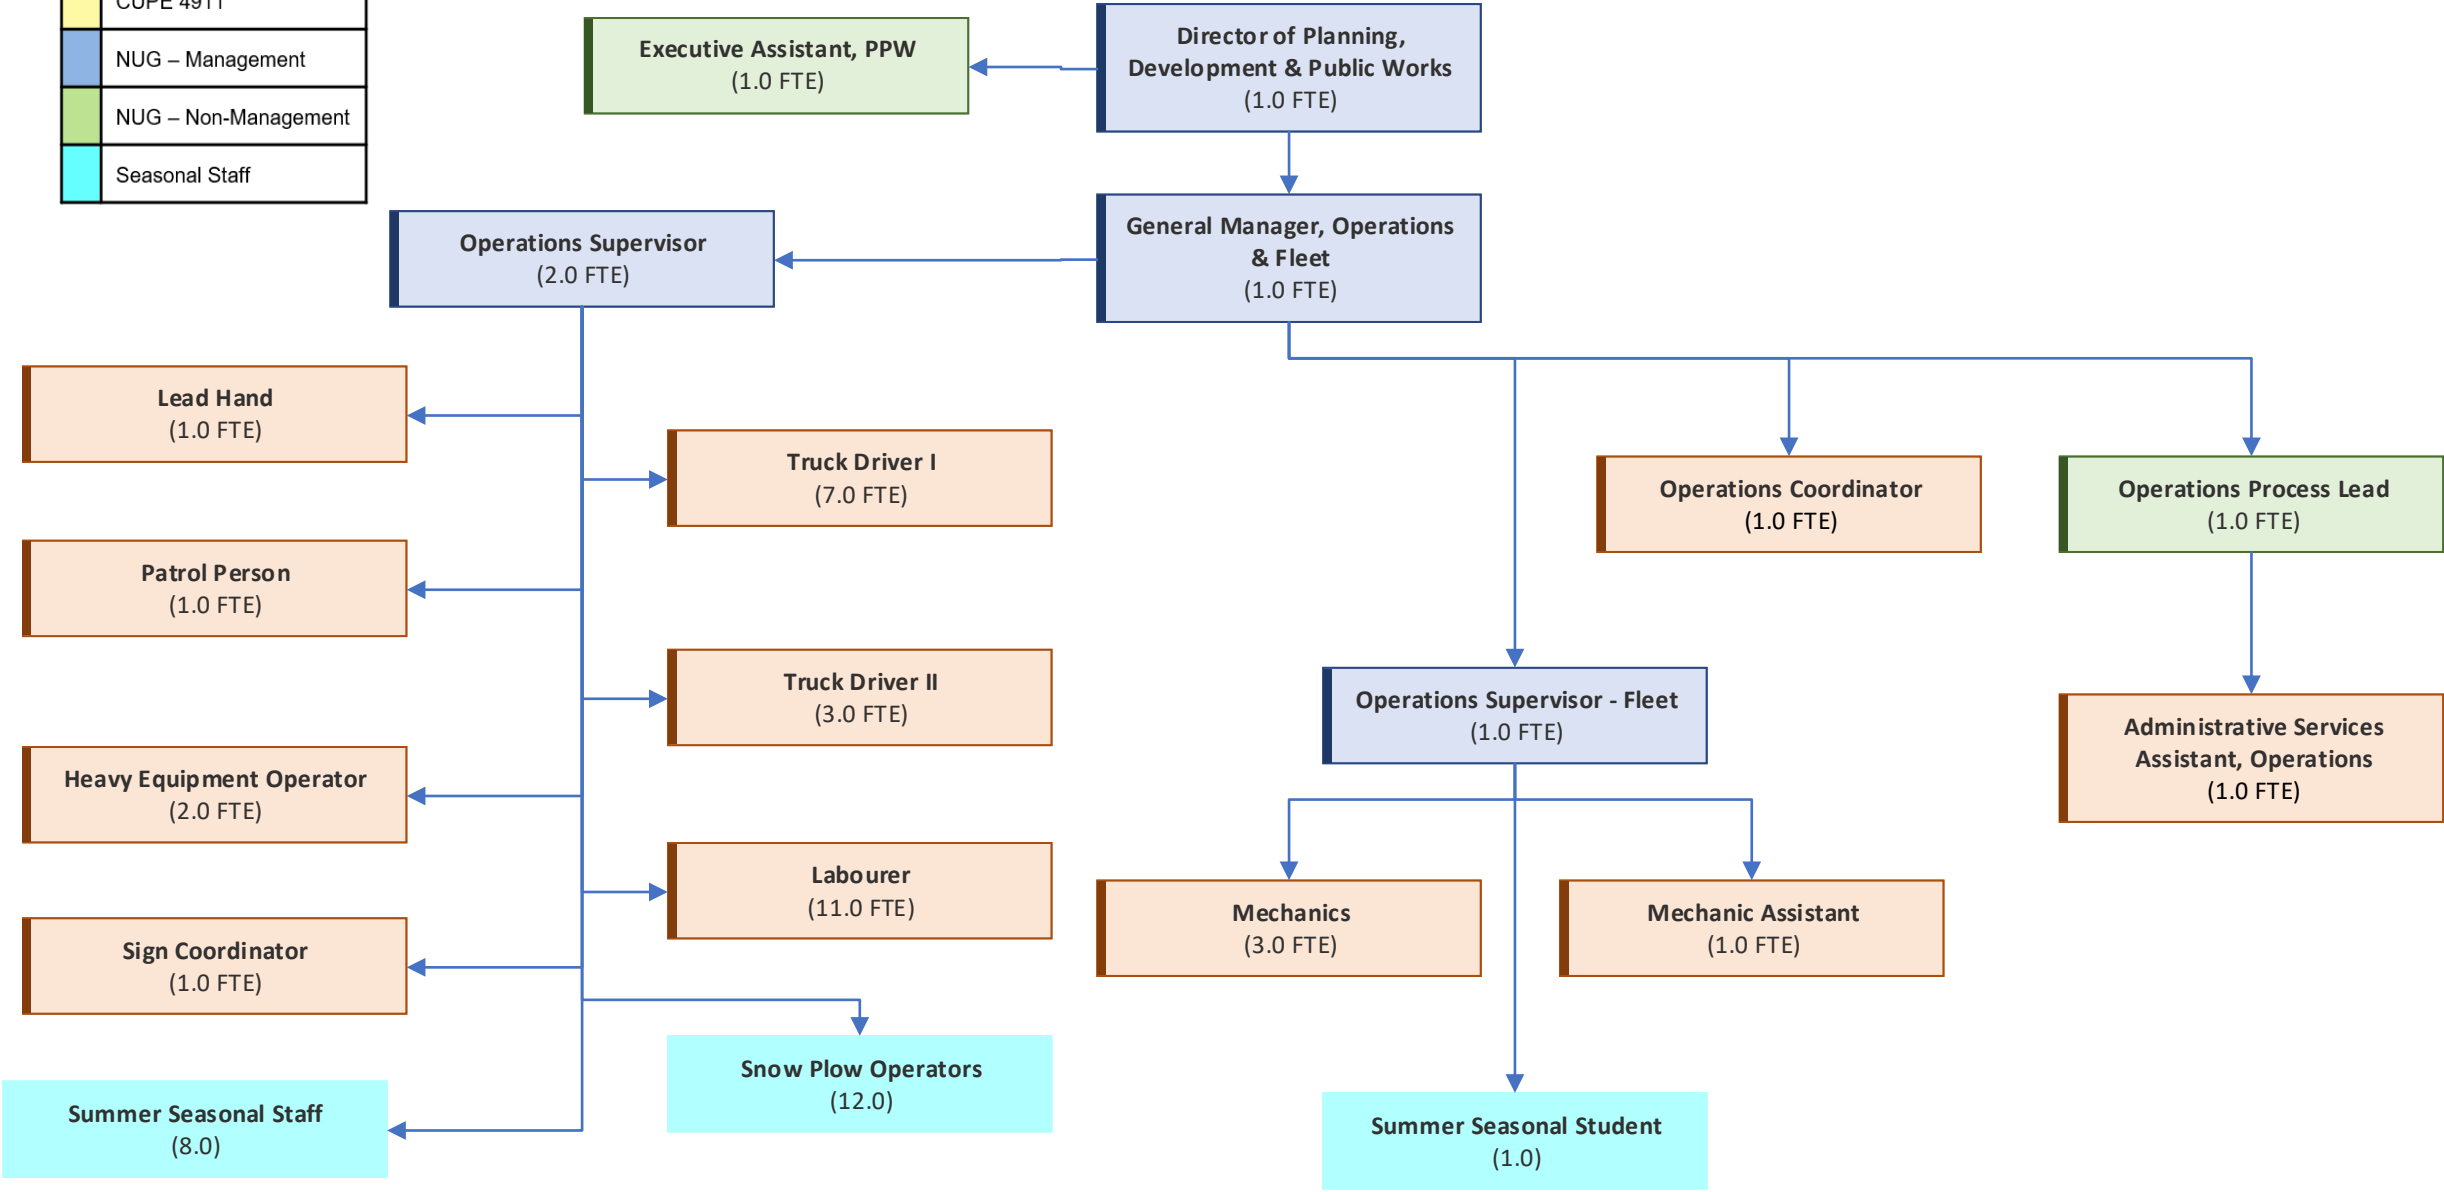 CUPE 4911
NUG – Management
NUG – Non-Management
Seasonal Staff
Executive Assistant, PPW
(1.0 FTE)
Director of Planning,
Development & Public Works
(1.0 FTE)
Operations Supervisor
(2.0 FTE)
General Manager, Operations
& Fleet
(1.0 FTE)
Lead Hand
(1.0 FTE)
Truck Driver I
(7.0 FTE)
Operations Coordinator
(1.0 FTE)
Operations Process Lead
(1.0 FTE)
Patrol Person
(1.0 FTE)
Truck Driver II
(3.0 FTE)
Operations Supervisor - Fleet
(1.0 FTE)
Administrative Services
Assistant, Operations
(1.0 FTE)
Heavy Equipment Operator
(2.0 FTE)
Labourer
(11.0 FTE)
Mechanics
(3.0 FTE)
Mechanic Assistant
(1.0 FTE)
Sign Coordinator
(1.0 FTE)
Snow Plow Operators
(12.0)
Summer Seasonal Staff
(8.0)
Summer Seasonal Student
(1.0)